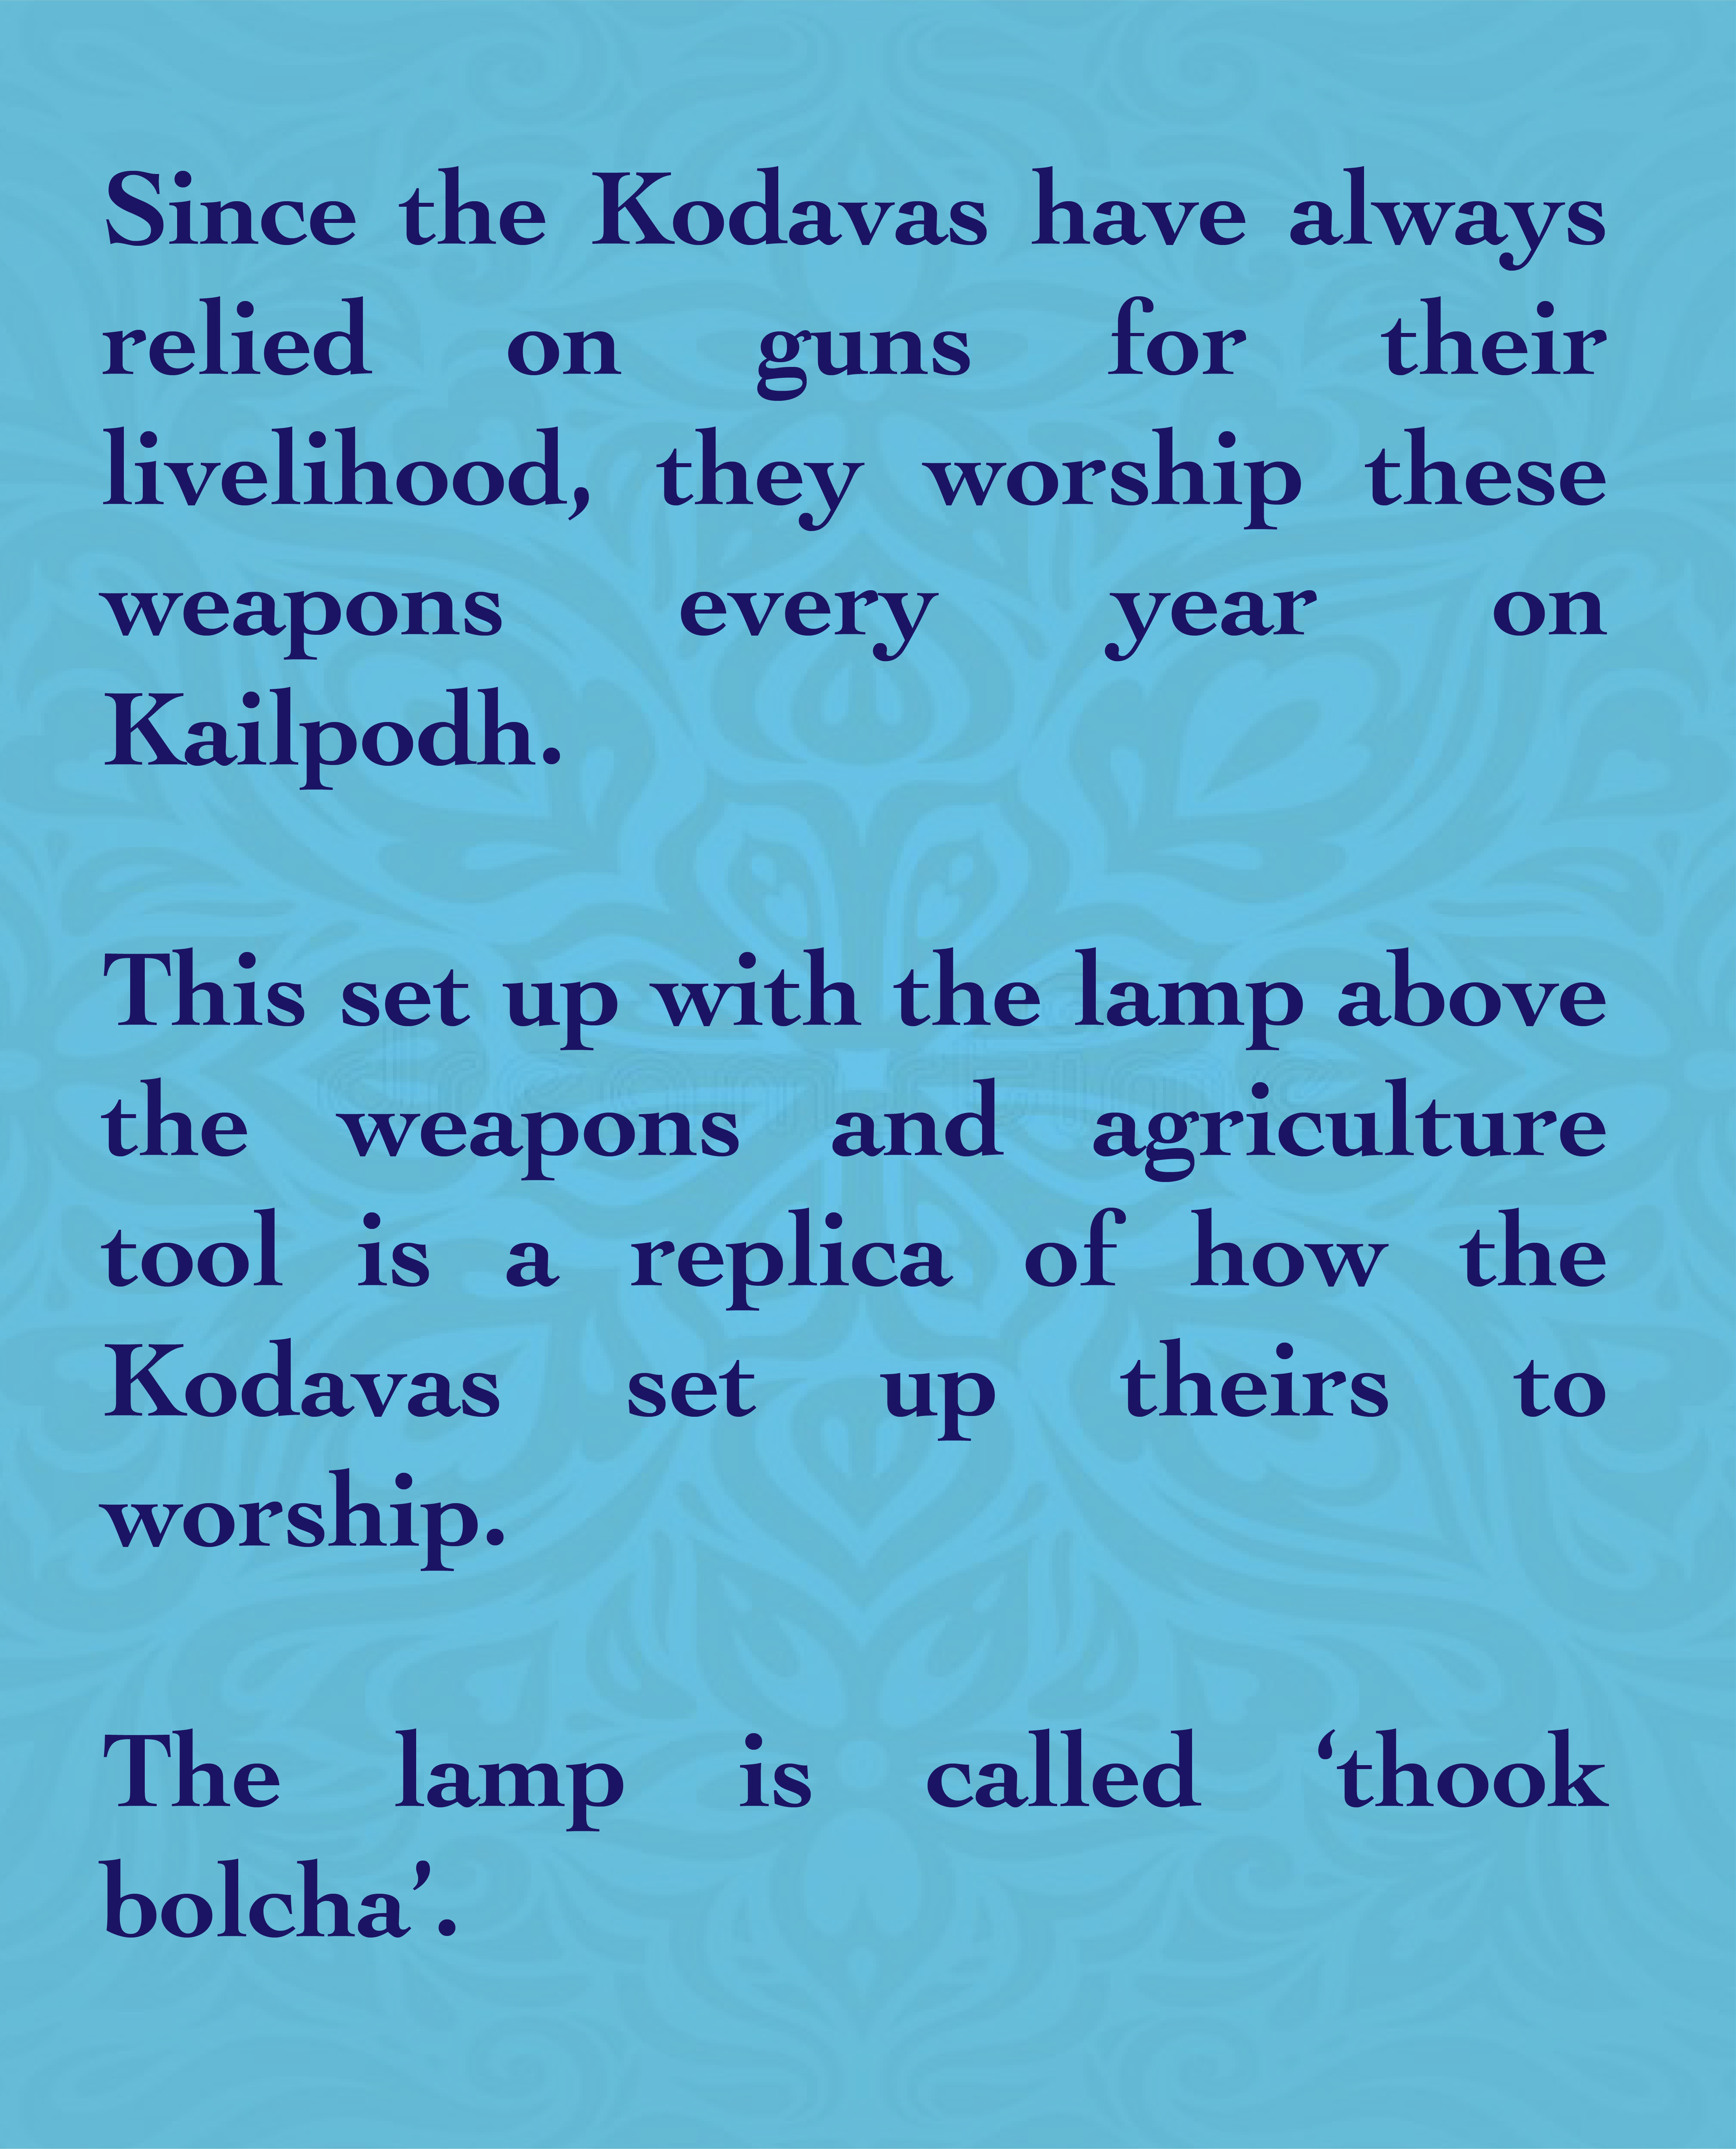 Since the Kodavas have always
relied on guns for their
livelihood, they worship these
weapons every year on
Kailpodh.
This set up with the lamp above
the weapons and agriculture
tool is a replica of how the
Kodavas set up theirs to
worship.
The lamp is called ‘thook
bolcha’.
dreamstime